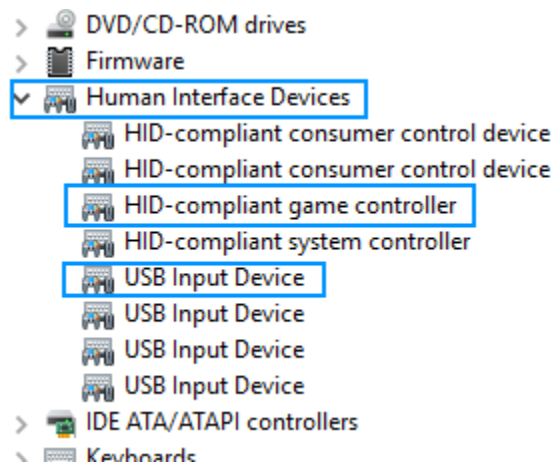 DVD/CD-ROM drives
Firmware
Human Interface Devices
HID-compliant consumer control device
HID-compliant consumer control device
HID-compliant game controller
HID-compliant system controller
USB Input Device
USB Input Device
USB Input Device
USB Input Device
IDE ATA/ATAPI controllers
Keyboards